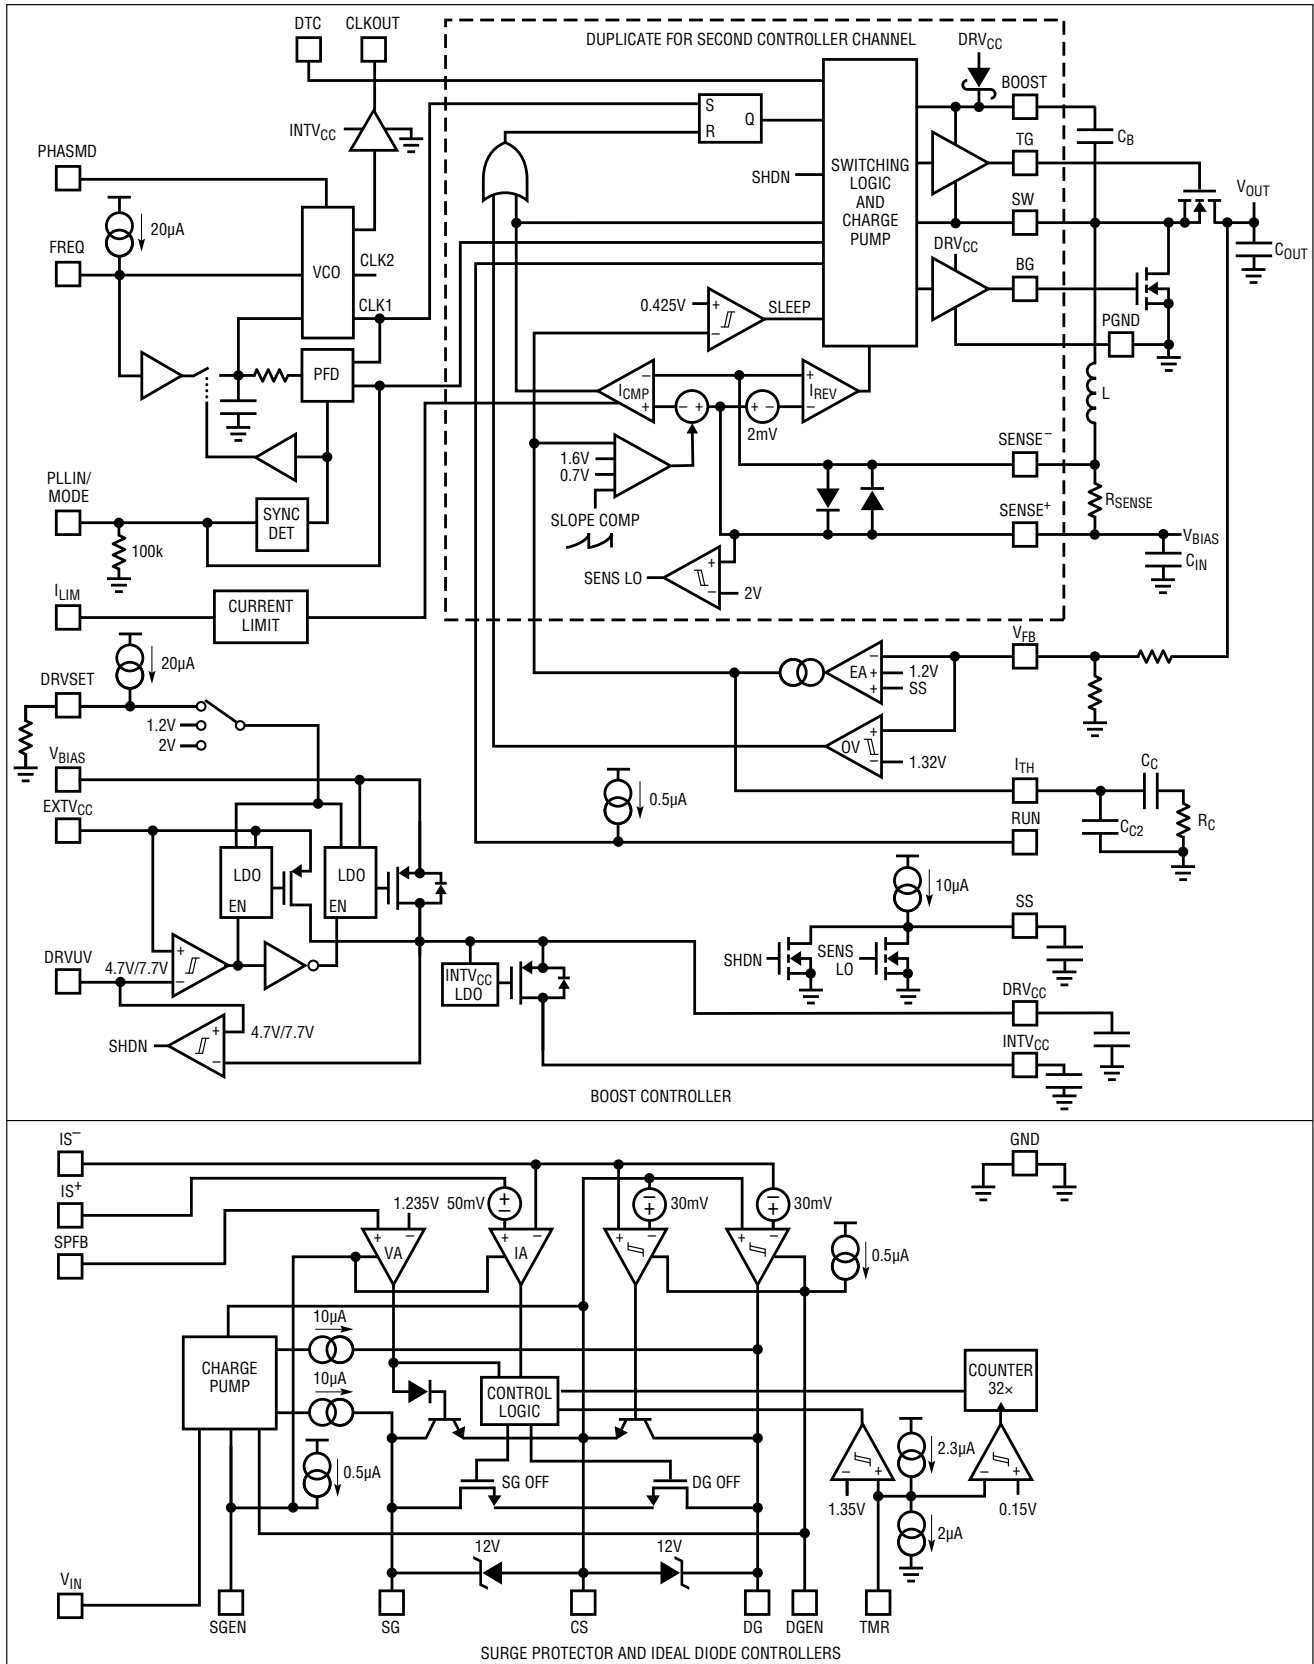 DTC
CLKOUT
DUPLICATE FOR SECOND CONTROLLER CHANNEL
DRVCC
BOOST
S
Q
R
INTVCC
CB
TG
PHASMD
SHDN
SWITCHING
LOGIC
AND
CHARGE
PUMP
VOUT
SW
20µA
FREQ
VCO
CLK2
CLK1
DRVCC
COUT
BG
0.425V
+
−
SLEEP
PGND
PFD
ICMP
−
+
− +
+ −
2mV
+
IREV
−
L
SENSE−
1.6V
0.7V
PLLIN/
MODE
SYNC
DET
SLOPE COMP
RSENSE
SENSE+
VBIAS
100k
CIN
SENS LO
+
−
2V
ILIM
CURRENT
LIMIT
VFB
20µA
DRVSET
−
EA +
+
1.2V
SS
1.2V
2V
OV
+
−
1.32V
VBIAS
ITH
CC
0.5µA
EXTVCC
RUN
CC2
RC
LDO
EN
LDO
EN
10µA
SS
DRVUV
4.7V/7.7V
+
−
SHDN
SENS
LO
INTVCC
LDO
DRVCC
4.7V/7.7V
SHDN
+
−
INTVCC
BOOST CONTROLLER
IS−
GND
IS+
1.235V
50mV
+
−
−
+
30mV
−
+
30mV
SPFB
+ −
VA
+ −
IA
+ −
+ −
0.5µA
10µA
CHARGE
PUMP
10µA
CONTROL
LOGIC
COUNTER
32×
0.5µA
2.3µA
SG OFF
DG OFF
− +
− +
1.35V
0.15V
2µA
12V
12V
VIN
SGEN
SG
CS
DG
DGEN
TMR
SURGE PROTECTOR AND IDEAL DIODE CONTROLLERS